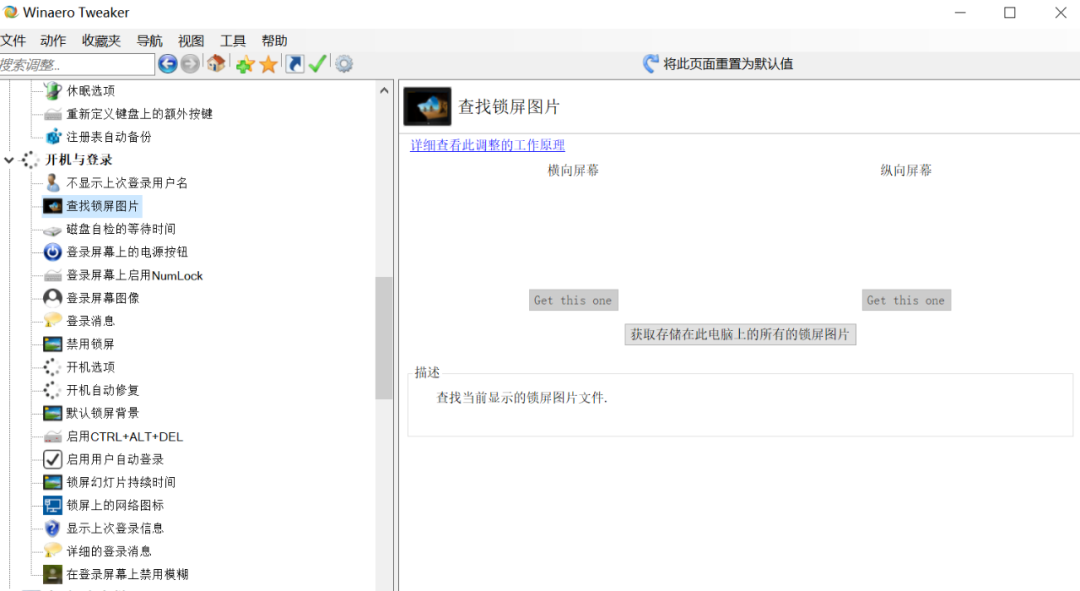 Winaero Tweaker
文件 动作 收藏夹 导航 视图 工具 帮助
搜索调整... 将此页面重置为默认值
休眠选项
重新定义键盘上的额外按键
注册表自动备份
开机与登录
不显示上次登录用户名
查找锁屏图片
磁盘自检的等待时间
登录屏幕上的电源按钮
登录屏幕上启用NumLock
登录屏幕图像
登录消息
禁用锁屏
开机选项
开机自动修复
默认锁屏背景
启用CTRL+ALT+DEL
启用用户自动登录
锁屏幻灯片持续时间
锁屏上的网络图标
显示上次登录信息
详细的登录消息
在登录屏幕上禁用模糊
查找锁屏图片
详细查看此调整的工作原理
横向屏幕 纵向屏幕
Get this one Get this one
获取存储在此电脑上的所有的锁屏图片
描述
查找当前显示的锁屏图片文件.